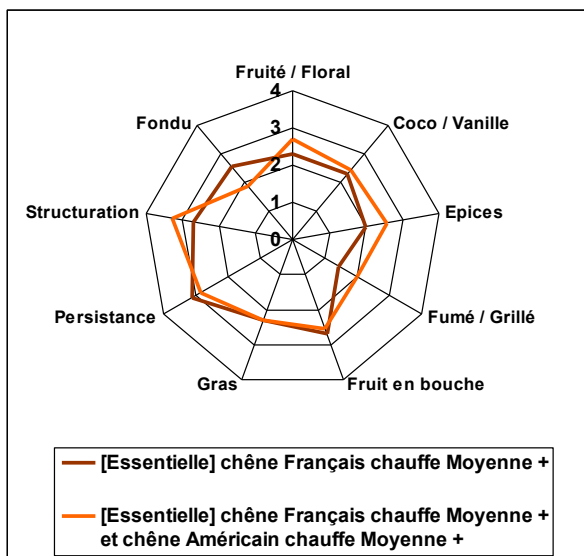 Fruité / Floral
4
Fondu
Coco / Vanille
3
2
Structuration
Epices
1
0
Persistance
Fumé / Grillé
Gras
Fruit en bouche
[Essentielle] chêne Français chauffe Moyenne +
[Essentielle] chêne Français chauffe Moyenne +
et chêne Américain chauffe Moyenne +